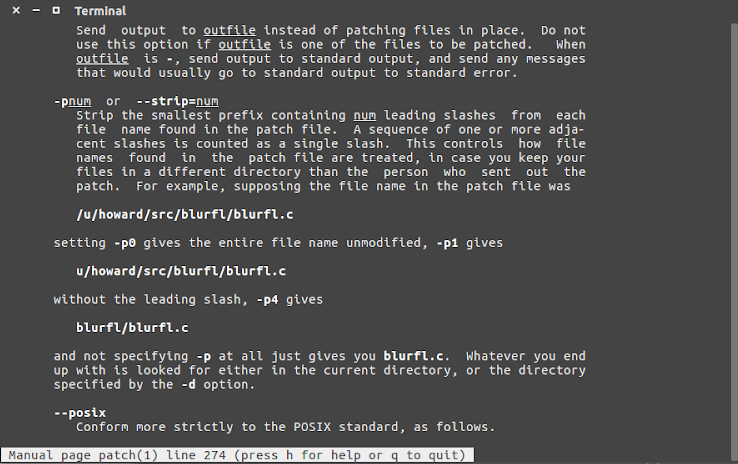 Terminal
Send  output  to outfile instead of patching files in place.  Do not
use this option if outfile is one of the files to be patched.   When
outfile  is -, send output to standard output, and send any messages
that would usually go to standard output to standard error.
-pnum  or  --strip=num
Strip the smallest prefix containing num leading slashes  from  each
file  name found in the patch file.  A sequence of one or more adja-
cent slashes is counted as a single slash.  This controls  how  file
names  found  in  the  patch file are treated, in case you keep your
files in a different directory than the  person  who  sent  out  the
patch.  For example, supposing the file name in the patch file was
/u/howard/src/blurfl/blurfl.c
setting -p0 gives the entire file name unmodified, -p1 gives
u/howard/src/blurfl/blurfl.c
without the leading slash, -p4 gives
blurfl/blurfl.c
and not specifying -p at all just gives you blurfl.c.  Whatever you end
up with is looked for either in the current directory, or the directory
specified by the -d option.
--posix
Conform more strictly to the POSIX standard, as follows.
Manual page patch(1) line 274 (press h for help or q to quit)